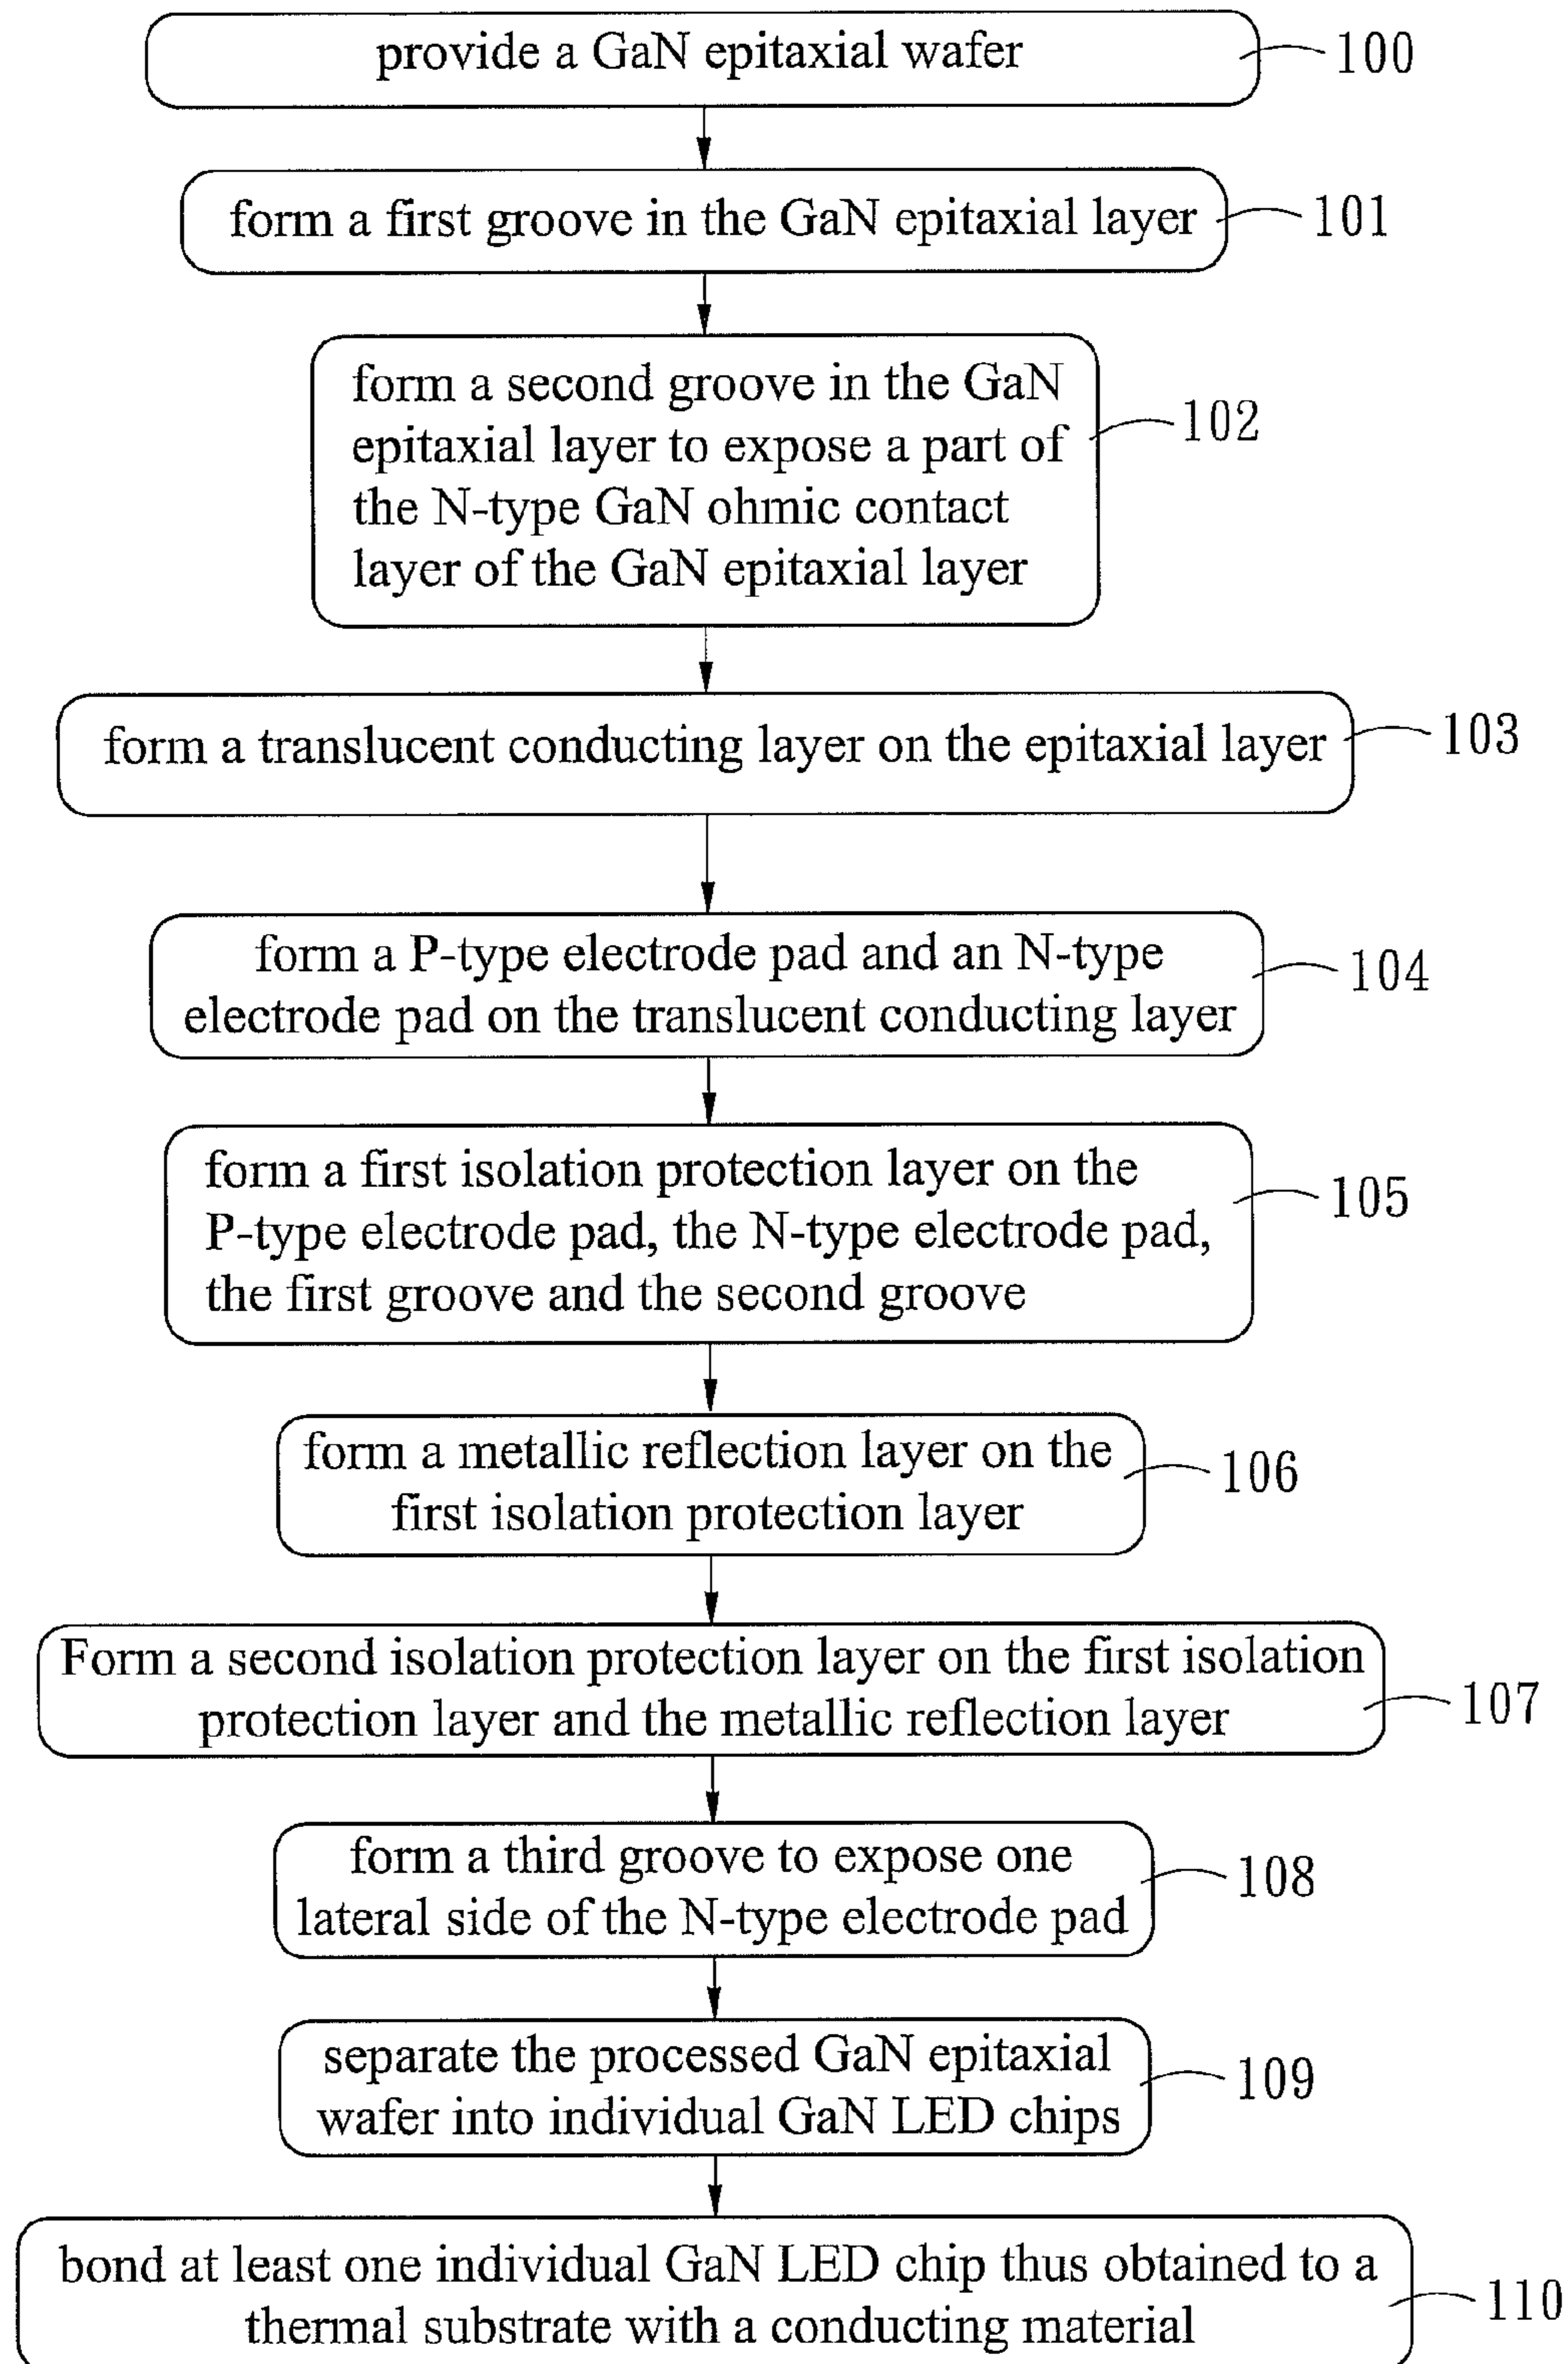 provide a GaN epitaxial wafer
100
form a first groove in the GaN epitaxial layer
101
form a second groove in the GaN
epitaxial layer to expose a part of
the N-type GaN ohmic contact
layer of the GaN epitaxial layer
102
form a translucent conducting layer on the epitaxial layer
103
form a P-type electrode pad and an N-type
electrode pad on the translucent conducting layer
104
form a first isolation protection layer on the
P-type electrode pad, the N-type electrode pad,
the first groove and the second groove
105
form a metallic reflection layer on the
first isolation protection layer
106
Form a second isolation protection layer on the first isolation
protection layer and the metallic reflection layer
107
form a third groove to expose one
lateral side of the N-type electrode pad
108
separate the processed GaN epitaxial
wafer into individual GaN LED chips
109
bond at least one individual GaN LED chip thus obtained to a
thermal substrate with a conducting material
110